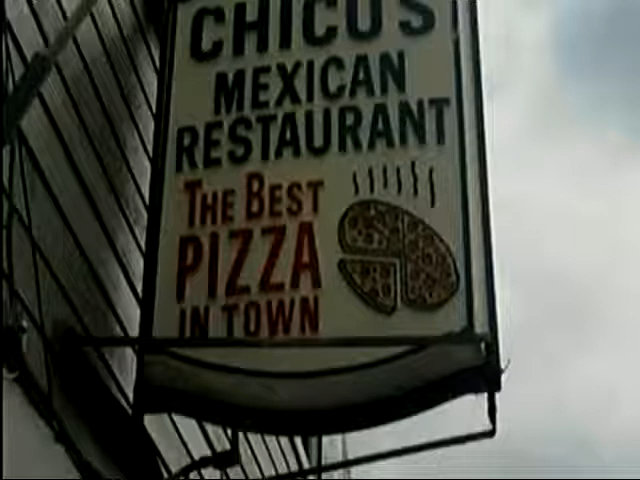 CHICO'S
MEXICAN
RESTAURANT
THE BEST
PIZZA
IN TOWN